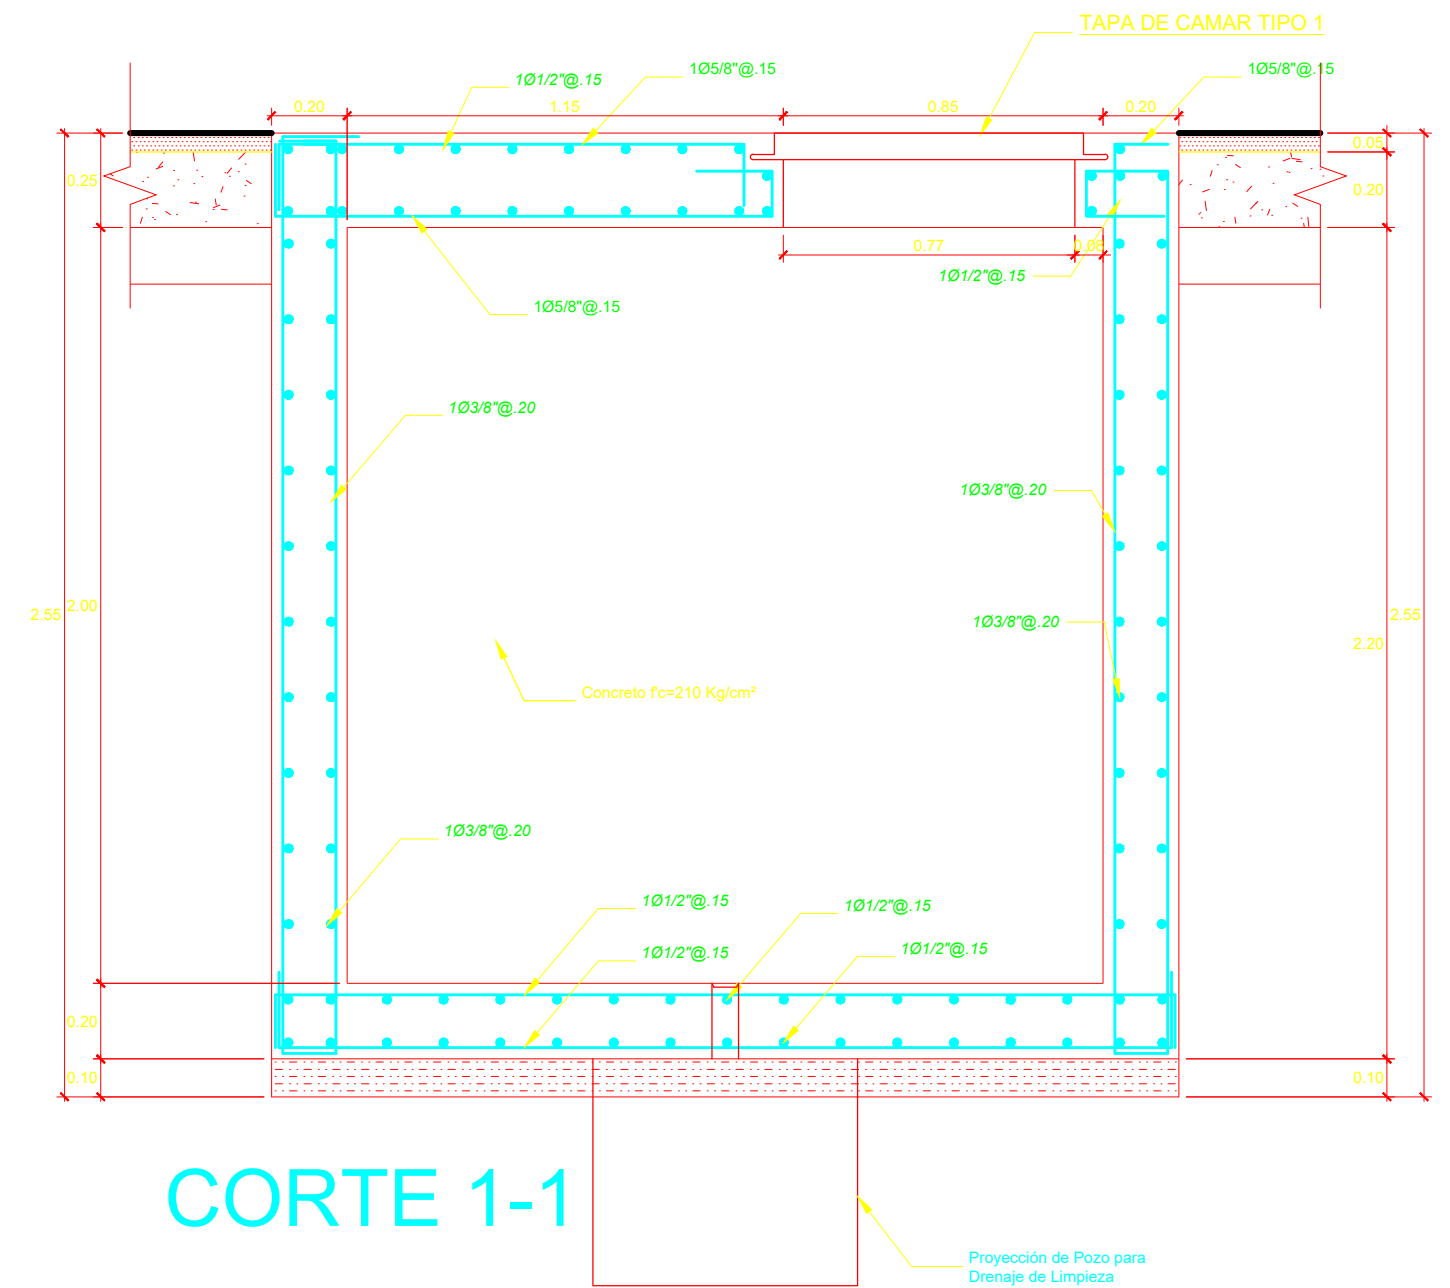 TAPA DE CAMAR TIPO 1
1Ø1/2"@.15
1Ø5/8"@.15
1Ø5/8"@.15
0.20
1.15
0.85
0.20
0.05
0.25
0.20
0.77
0.08
1Ø1/2"@.15
1Ø5/8"@.15
1Ø3/8"@.20
1Ø3/8"@.20
2.55
2.00
1Ø3/8"@.20
2.55
2.20
Concreto f'c=210 Kg/cm²
1Ø3/8"@.20
1Ø1/2"@.15
1Ø1/2"@.15
1Ø1/2"@.15
1Ø1/2"@.15
0.20
0.10
0.10
CORTE 1-1
Proyección de Pozo para
Drenaje de Limpieza